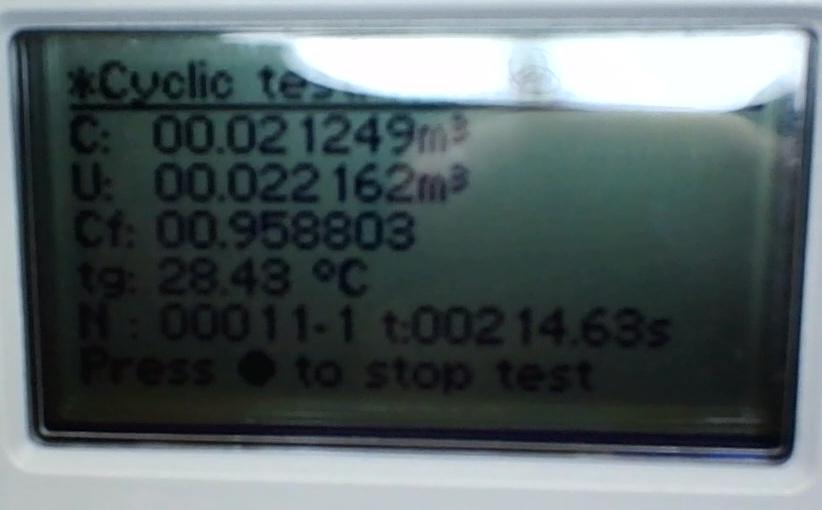 *Cyclic
C: 00.021249m³
U: 00.022162m³
Cf: 00.958803
tg: 28.43 °C
N : 00011-1 t:00214.63s
Press ● to stop test